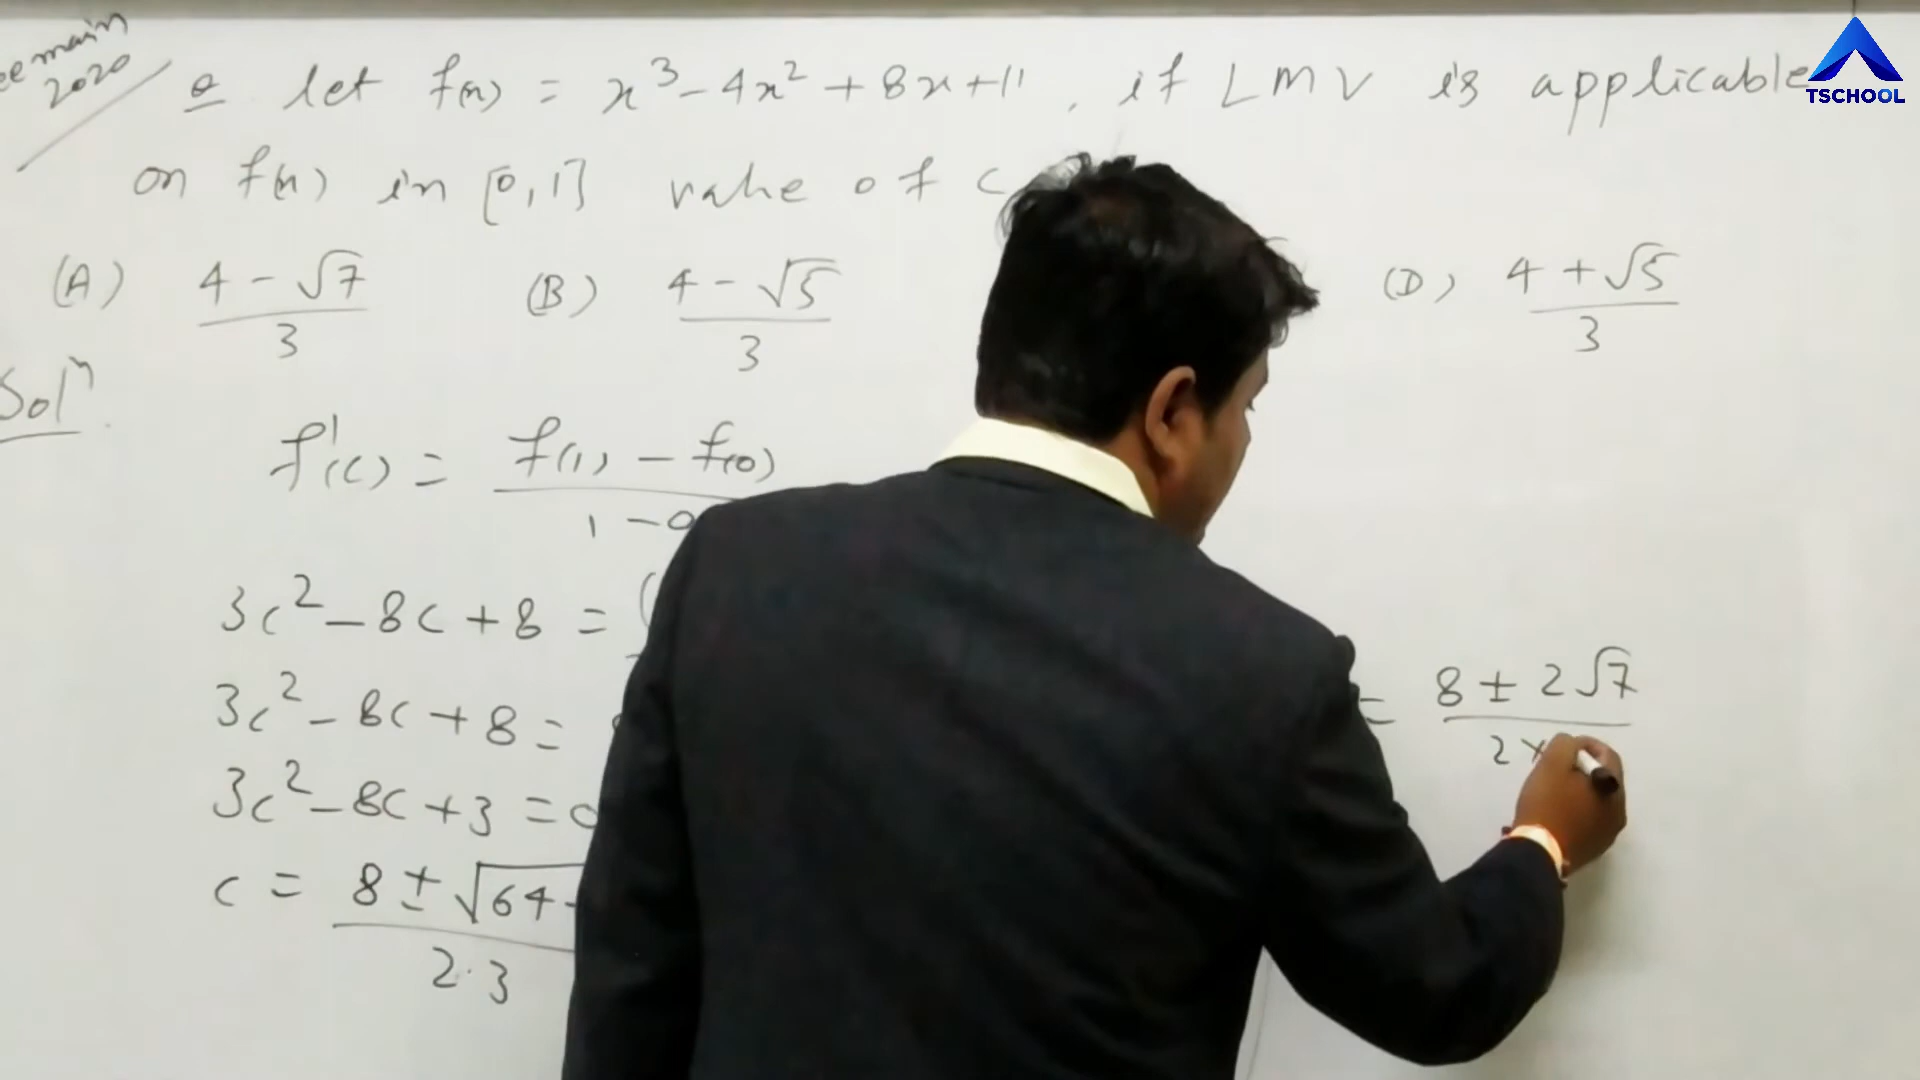 main
2020
Q let f(x) = x³ - 4x² + 8x + 11, if LMV is applicable
TSCHOOL
on f(x) in [0,1] value of c
(A) 4 - √7 / 3 (B) 4 - √5 / 3 (D) 4 + √5 / 3
Solⁿ.
f'(c) = f(1) - f(0) / 1 - 0
3c² - 8c + 8 = (
3c² - 8c + 8 =
3c² - 8c + 3 = 0
c = 8 ± √64 - / 2·3
= 8 ± 2√7 / 2×